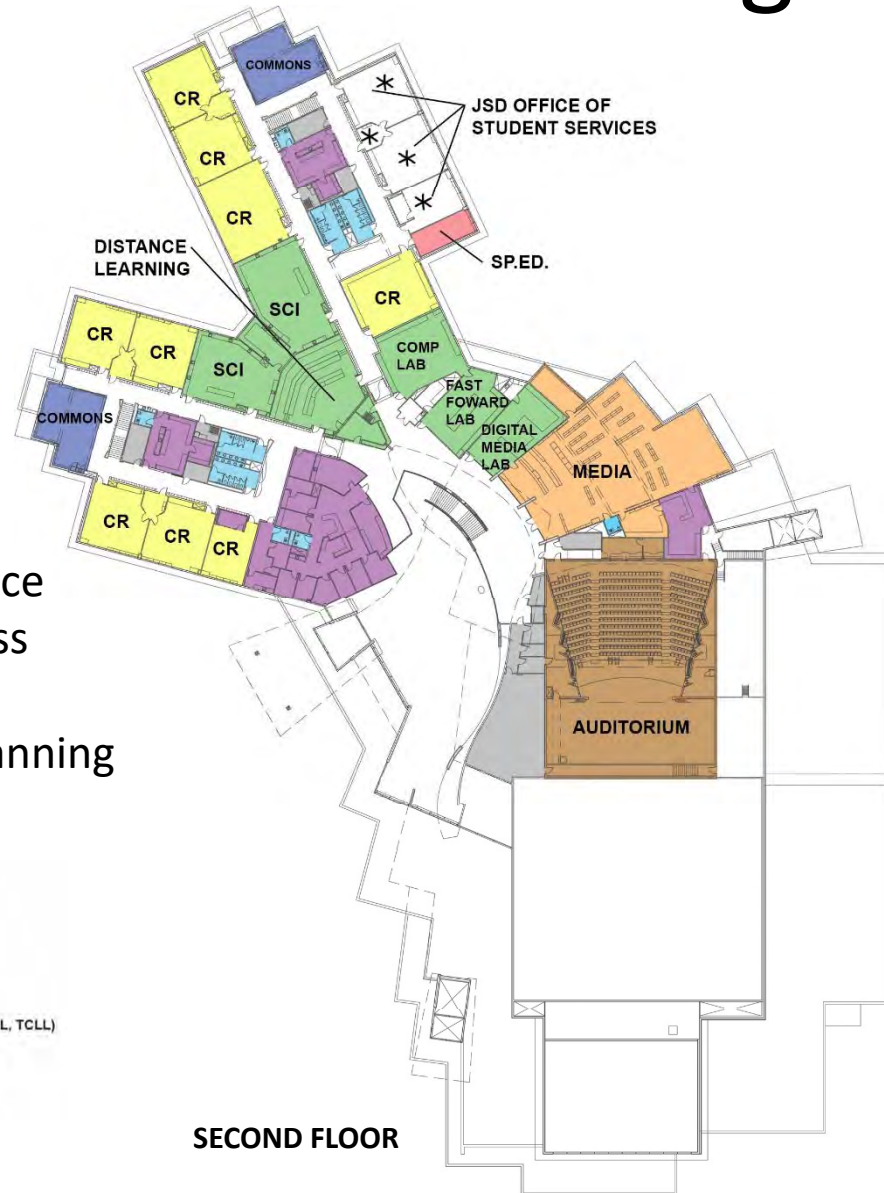 g
COMMONS
CR
JSD OFFICE OF
STUDENT SERVICES
CR
CR
DISTANCE
LEARNING
SP.ED.
SCI
CR
CR
CR
SCI
COMP
LAB
FAST
FOWARD
LAB
DIGITAL
MEDIA
LAB
COMMONS
MEDIA
CR
CR
CR
ce
ss
AUDITORIUM
anning
L, TCLL)
SECOND FLOOR